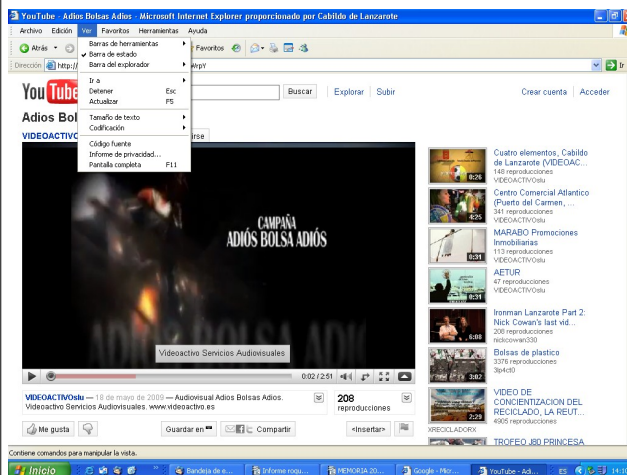 YouTube - Adios Bolsas Adios - Microsoft Internet Explorer proporcionado por Cabildo de Lanzarote
Archivo Edición Ver Favoritos Herramientas Ayuda
Atrás Favoritos
Dirección http:/ Ir
Barras de herramientas
Barra de estado
Barra del explorador
Ir a
Detener Esc
Actualizar F5
Tamaño de texto
Codificación
Código fuente
Informe de privacidad...
Pantalla completa F11
YouTube Buscar Explorar Subir Crear cuenta Acceder
Adios Bol
VIDEOACTIVO
CAMPAÑA
ADIÓS BOLSA ADIÓS
Videoactivo Servicios Audiovisuales
0:02 / 2:51
VIDEOACTIVOslu — 18 de mayo de 2009 — Audiovisual Adios Bolsas Adios.
Videoactivo Servicios Audiovisuales. www.videoactivo.es
208
reproducciones
Me gusta Guardar en Compartir <Insertar>
0:26
Cuatro elementos, Cabildo
de Lanzarote (VIDEOAC...
148 reproducciones
VIDEOACTIVOslu
4:25
Centro Comercial Atlantico
(Puerto del Carmen, ...
341 reproducciones
VIDEOACTIVOslu
0:31
MARABO Promociones
Inmobiliarias
113 reproducciones
VIDEOACTIVOslu
0:31
AETUR
47 reproducciones
VIDEOACTIVOslu
6:08
Ironman Lanzarote Part 2:
Nick Cowan's last vid...
208 reproducciones
nickcowan330
3:02
Bolsas de plastico
3376 reproducciones
3lp4ct0
2:29
VIDEO DE
CONCIENTIZACION DEL
RECICLADO, LA REUT...
4905 reproducciones
XRECICLADORX
TROFEO J80 PRINCESA
Contiene comandos para manipular la vista.
Inicio Bandeja de e... Informe roqu... MEMORIA 20... Google - Micr... YouTube - Adi... ES 14:10